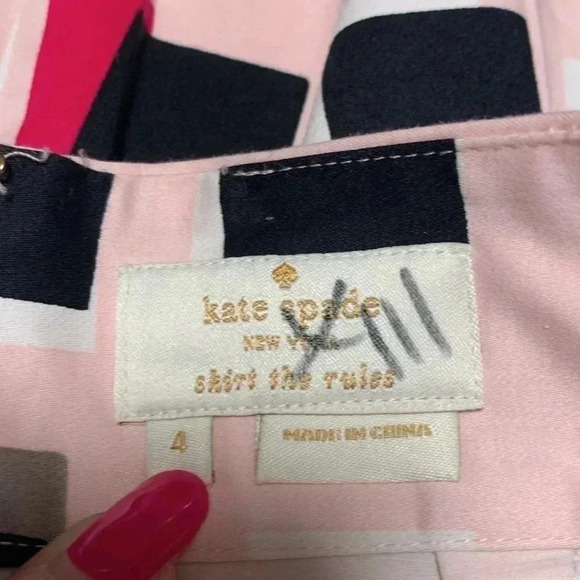 kate spade
NEW YORK
skirt the rules
4
MADE IN CHINA